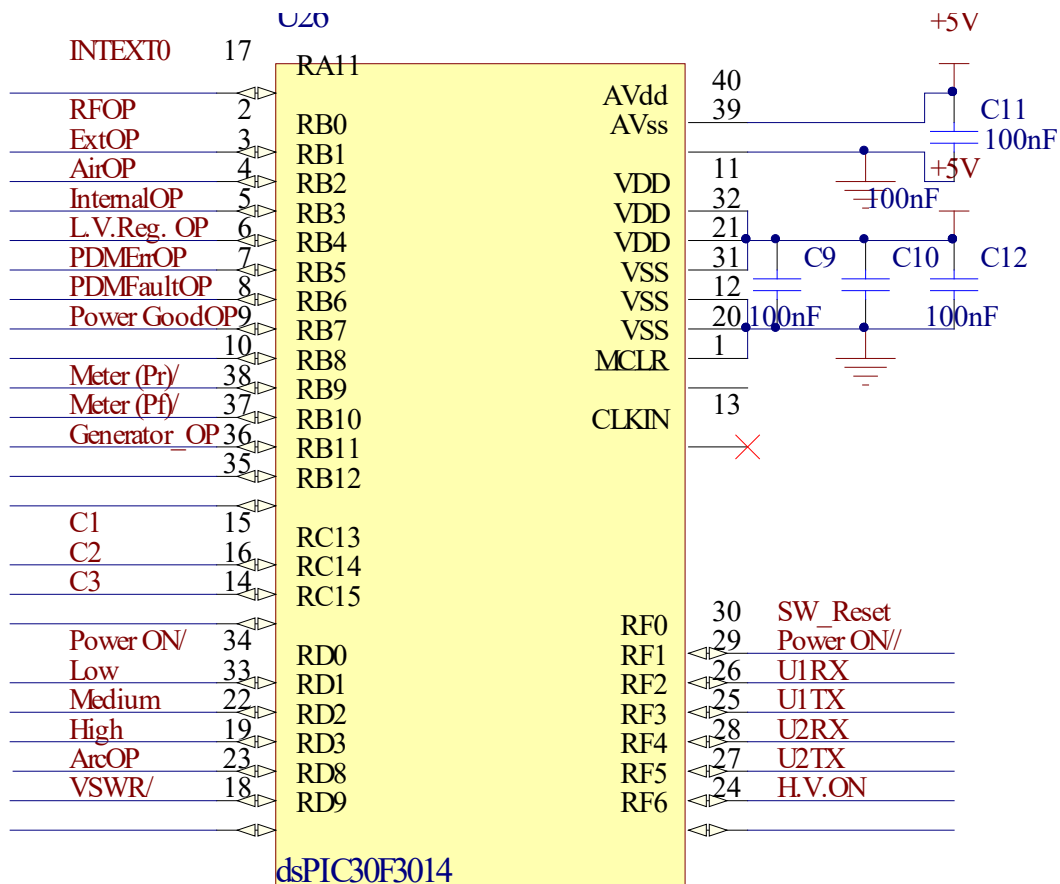 U26
+5V
INTEXT0 17 RA11
AVdd 40
RFOP 2 RB0
AVss 39
C11
100nF
ExtOP 3 RB1
AirOP 4 RB2
VDD 11
+5V
100nF
InternalOP 5 RB3
VDD 32
L.V.Reg. OP 6 RB4
VDD 21
PDMErrOP 7 RB5
VSS 31
C9 C10 C12
PDMFaultOP 8 RB6
VSS 12
Power GoodOP 9 RB7
VSS 20
100nF 100nF
10 RB8
MCLR 1
Meter (Pr)/ 38 RB9
Meter (Pf)/ 37 RB10
CLKIN 13
Generator_OP 36 RB11
35 RB12
C1 15 RC13
C2 16 RC14
C3 14 RC15
RF0 30 SW_Reset
Power ON/ 34 RD0
RF1 29 Power ON//
Low 33 RD1
RF2 26 U1RX
Medium 22 RD2
RF3 25 U1TX
High 19 RD3
RF4 28 U2RX
ArcOP 23 RD8
RF5 27 U2TX
VSWR/ 18 RD9
RF6 24 H.V.ON
dsPIC30F3014